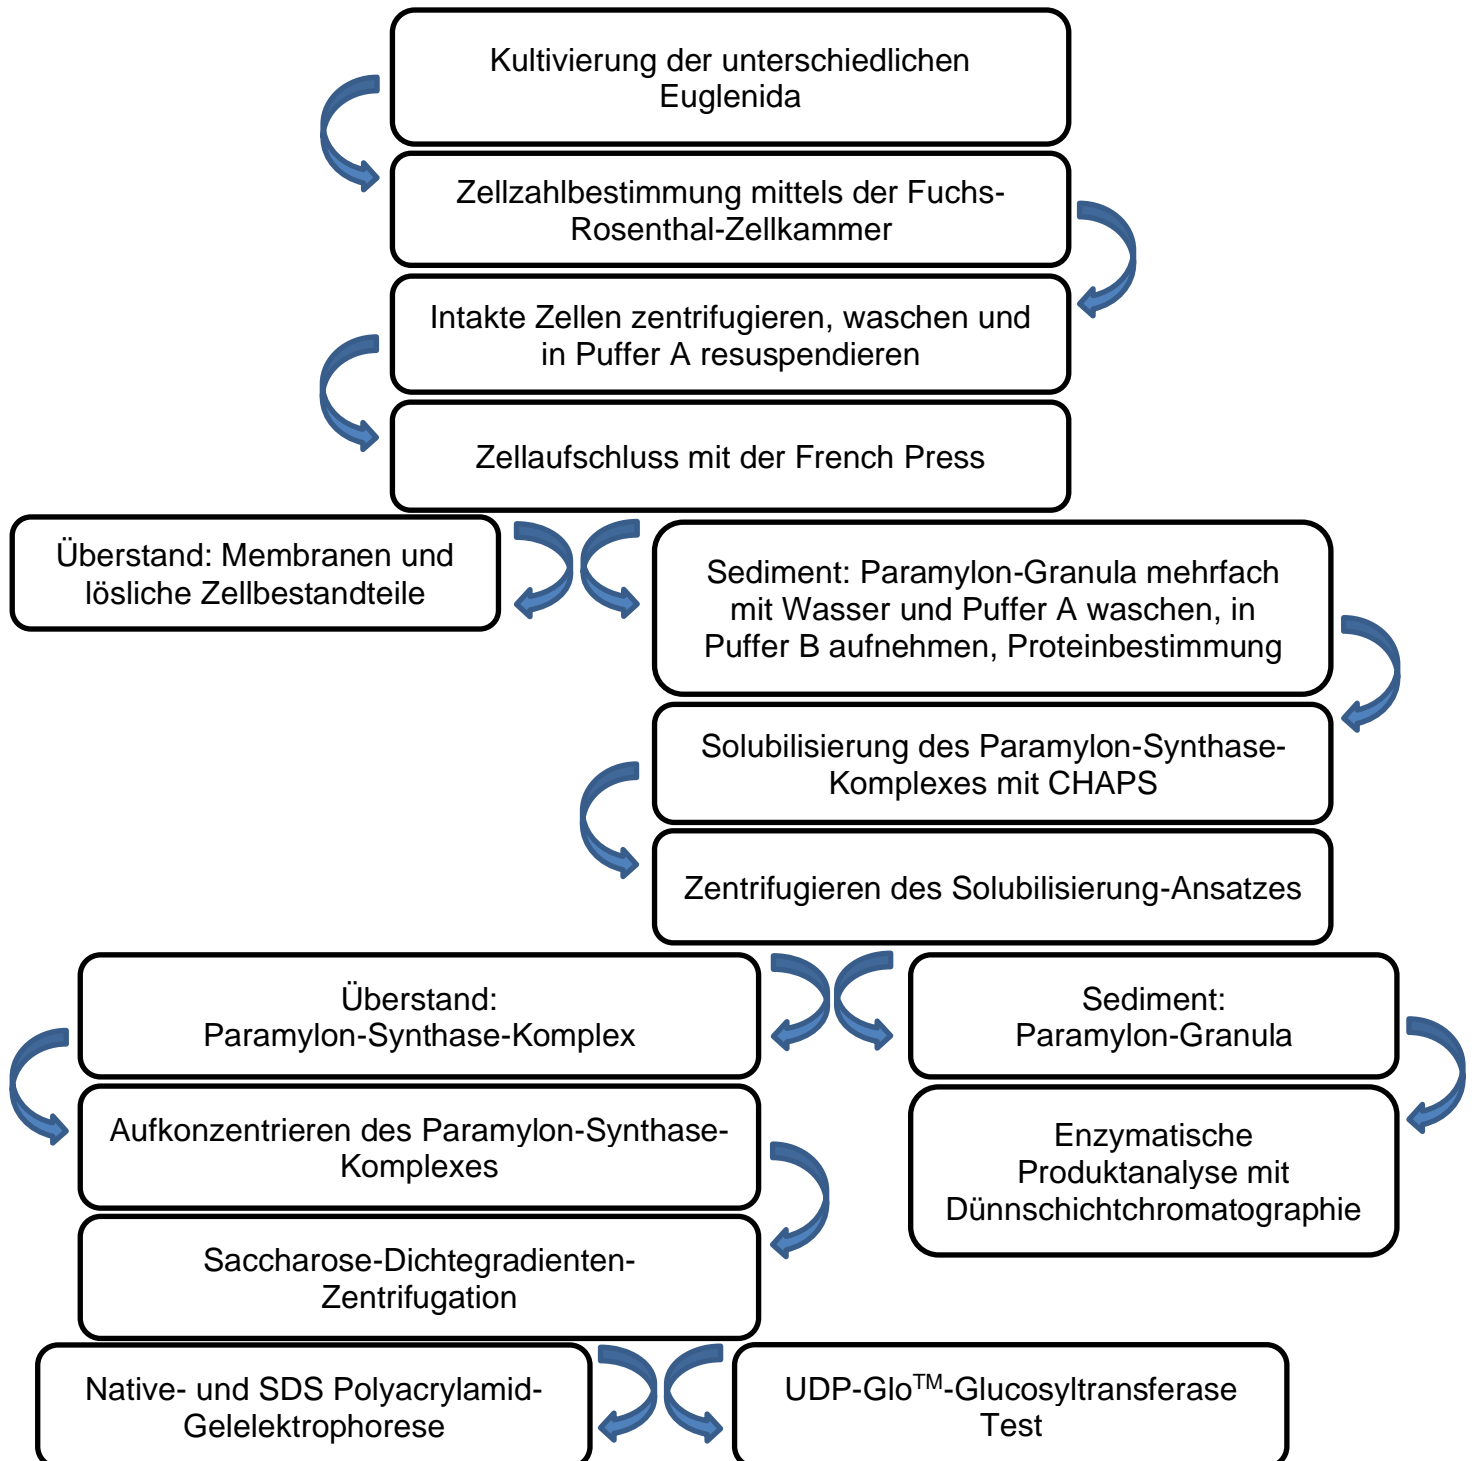 Kultivierung der unterschiedlichen
Euglenida
Zellzahlbestimmung mittels der Fuchs-
Rosenthal-Zellkammer
Intakte Zellen zentrifugieren, waschen und
in Puffer A resuspendieren
Zellaufschluss mit der French Press
Überstand: Membranen und
lösliche Zellbestandteile
Sediment: Paramylon-Granula mehrfach
mit Wasser und Puffer A waschen, in
Puffer B aufnehmen, Proteinbestimmung
Solubilisierung des Paramylon-Synthase-
Komplexes mit CHAPS
Zentrifugieren des Solubilisierung-Ansatzes
Überstand:
Paramylon-Synthase-Komplex
Sediment:
Paramylon-Granula
Aufkonzentrieren des Paramylon-Synthase-
Komplexes
Enzymatische
Produktanalyse mit
Dünnschichtchromatographie
Saccharose-Dichtegradienten-
Zentrifugation
Native- und SDS Polyacrylamid-
Gelelektrophorese
UDP-Glo™-Glucosyltransferase
Test